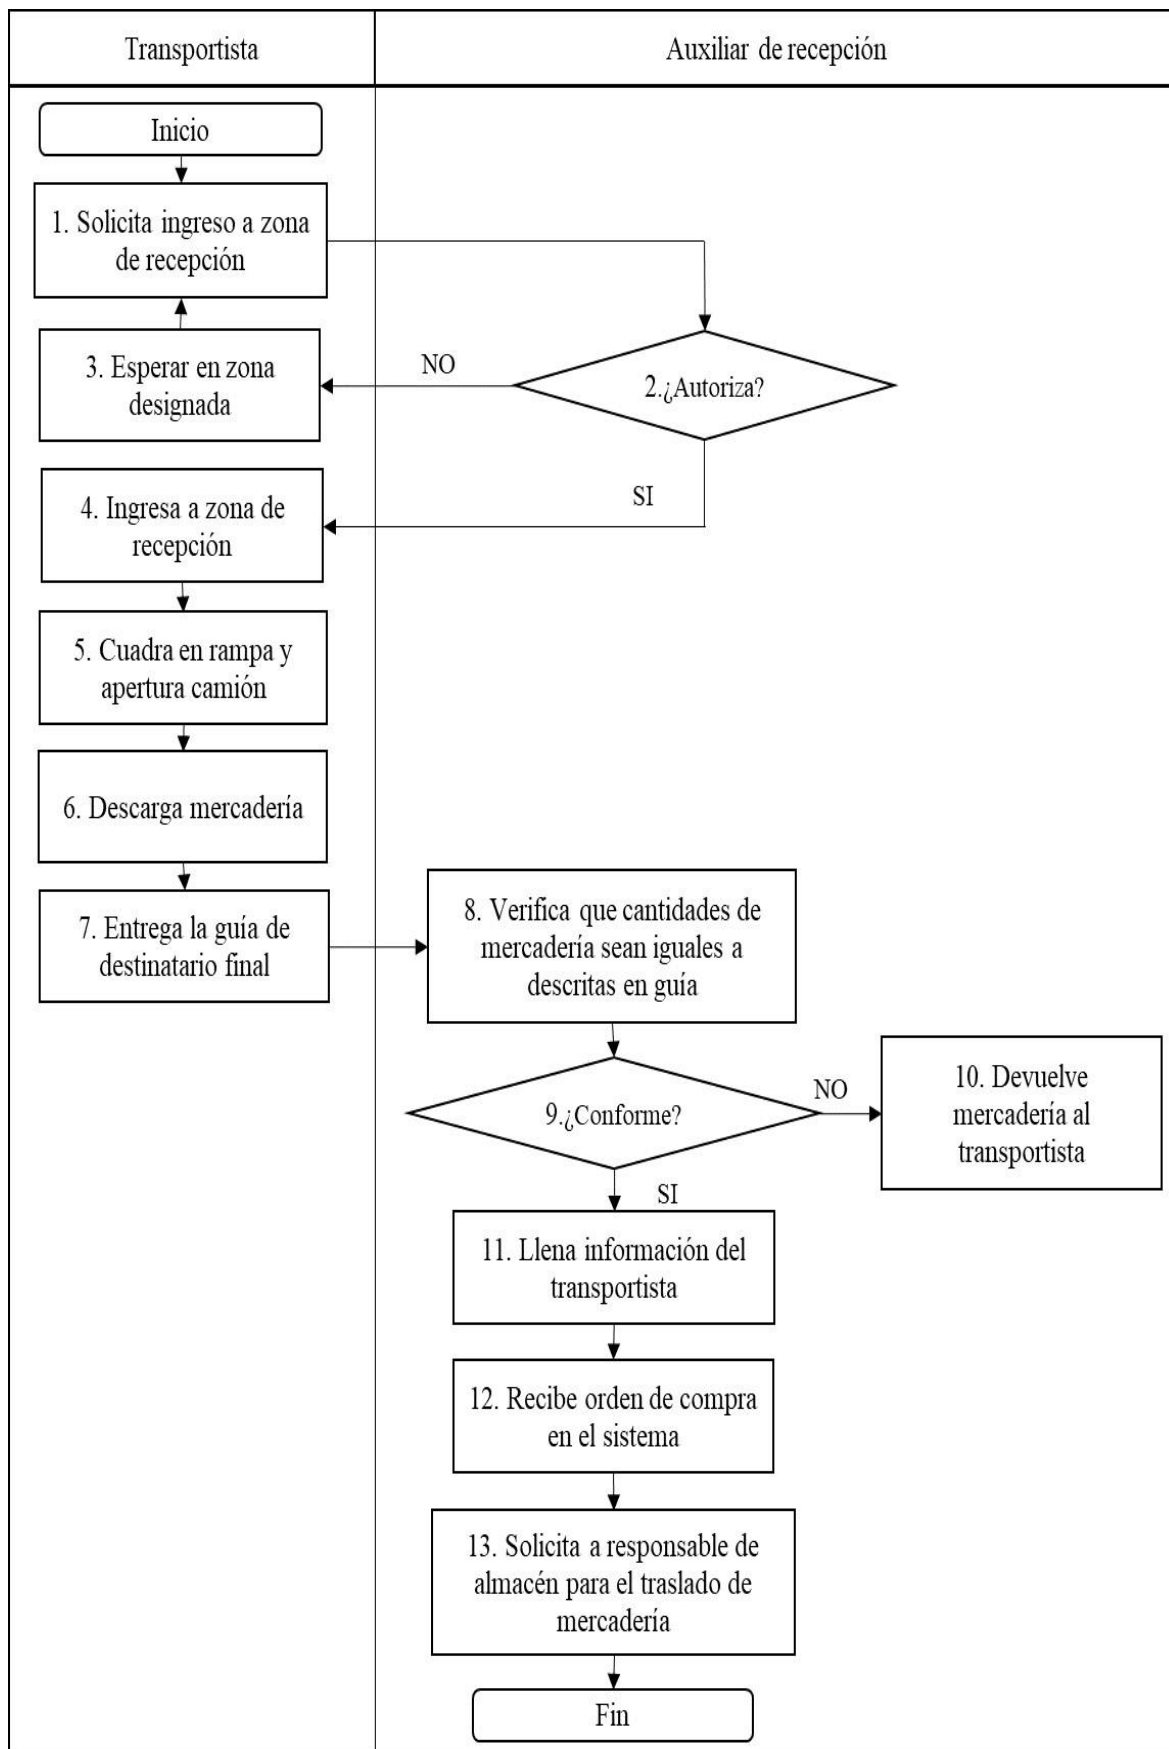 Transportista
Auxiliar de recepción
Inicio
1. Solicita ingreso a zona
de recepción
2.¿Autoriza?
NO
3. Esperar en zona
designada
SI
4. Ingresa a zona de
recepción
5. Cuadra en rampa y
apertura camión
6. Descarga mercadería
7. Entrega la guía de
destinatario final
8. Verifica que cantidades de
mercadería sean iguales a
descritas en guía
9.¿Conforme?
NO
10. Devuelve
mercadería al
transportista
SI
11. Llena información del
transportista
12. Recibe orden de compra
en el sistema
13. Solicita a responsable de
almacén para el traslado de
mercadería
Fin